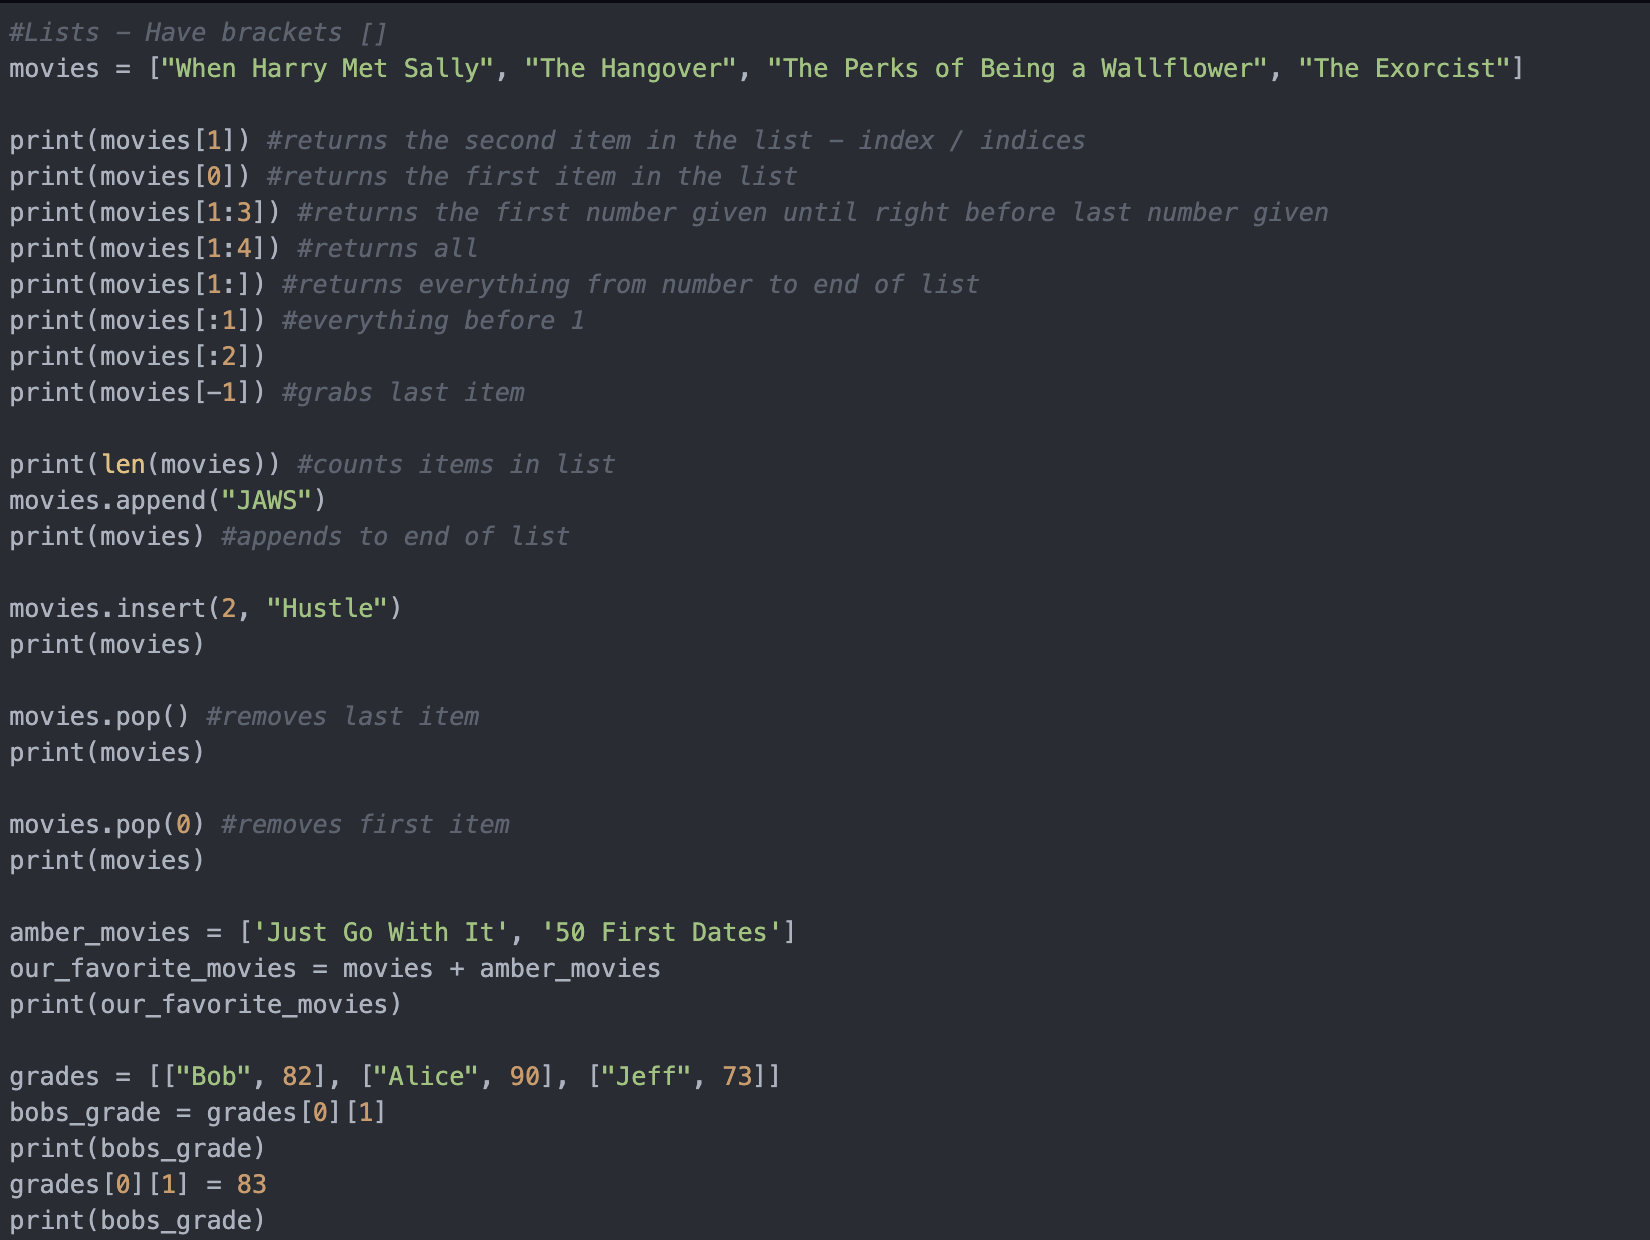 #Lists – Have brackets []
movies = ["When Harry Met Sally", "The Hangover", "The Perks of Being a Wallflower", "The Exorcist"]
print(movies[1]) #returns the second item in the list – index / indices
print(movies[0]) #returns the first item in the list
print(movies[1:3]) #returns the first number given until right before last number given
print(movies[1:4]) #returns all
print(movies[1:]) #returns everything from number to end of list
print(movies[:1]) #everything before 1
print(movies[:2])
print(movies[-1]) #grabs last item
print(len(movies)) #counts items in list
movies.append("JAWS")
print(movies) #appends to end of list
movies.insert(2, "Hustle")
print(movies)
movies.pop() #removes last item
print(movies)
movies.pop(0) #removes first item
print(movies)
amber_movies = ['Just Go With It', '50 First Dates']
our_favorite_movies = movies + amber_movies
print(our_favorite_movies)
grades = [["Bob", 82], ["Alice", 90], ["Jeff", 73]]
bobs_grade = grades[0][1]
print(bobs_grade)
grades[0][1] = 83
print(bobs_grade)